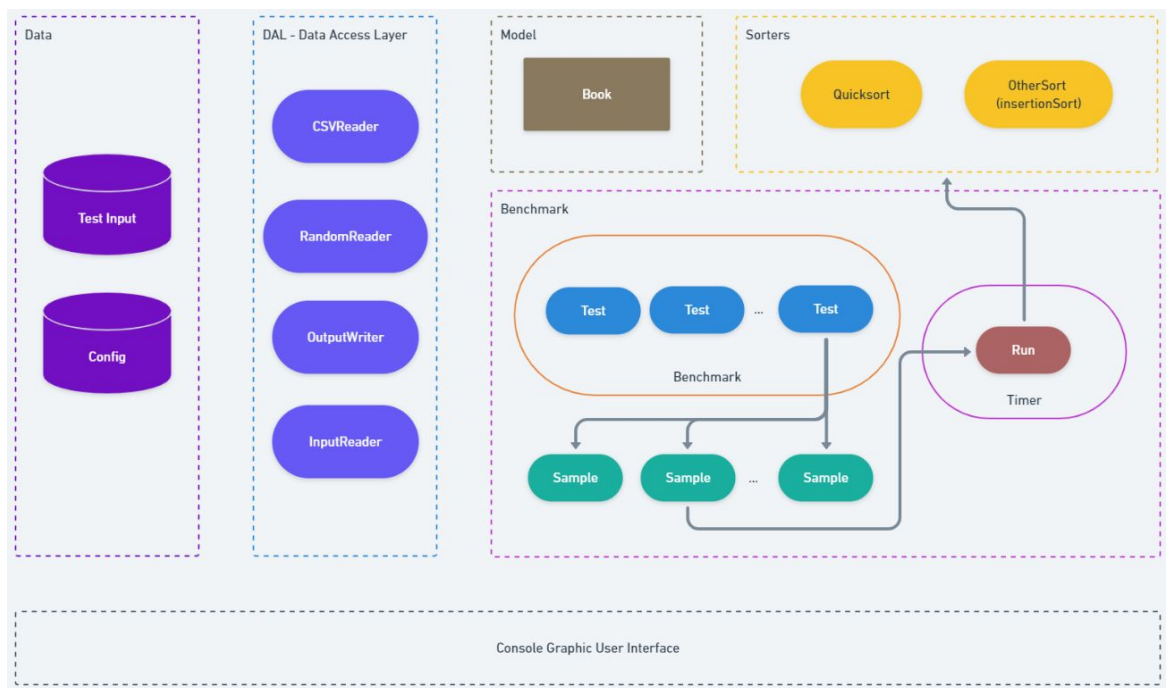 Data
DAL - Data Access Layer
Model
Sorters
Book
Quicksort
OtherSort
(insertionSort)
CSVReader
Test Input
RandomReader
Benchmark
Test
Test
...
Test
OutputWriter
Config
Run
Benchmark
Timer
InputReader
Sample
Sample
...
Sample
Console Graphic User Interface